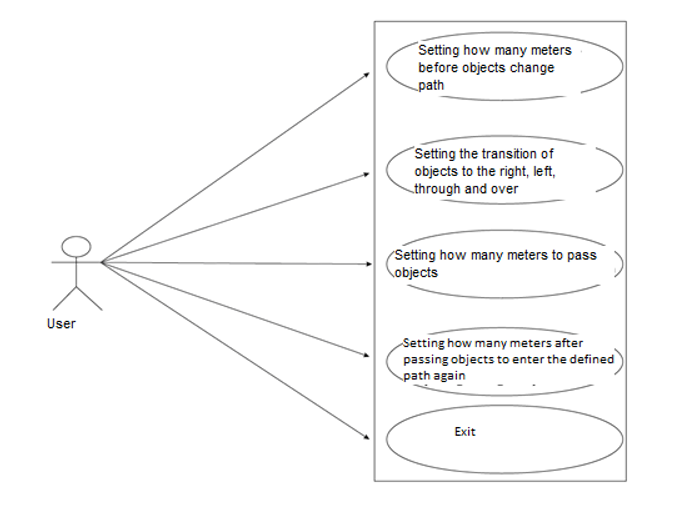 Setting how many meters
before objects change
path
Setting the transition of
objects to the right, left,
through and over
Setting how many meters to pass
objects
Setting how many meters after
passing objects to enter the defined
path again
Exit
User